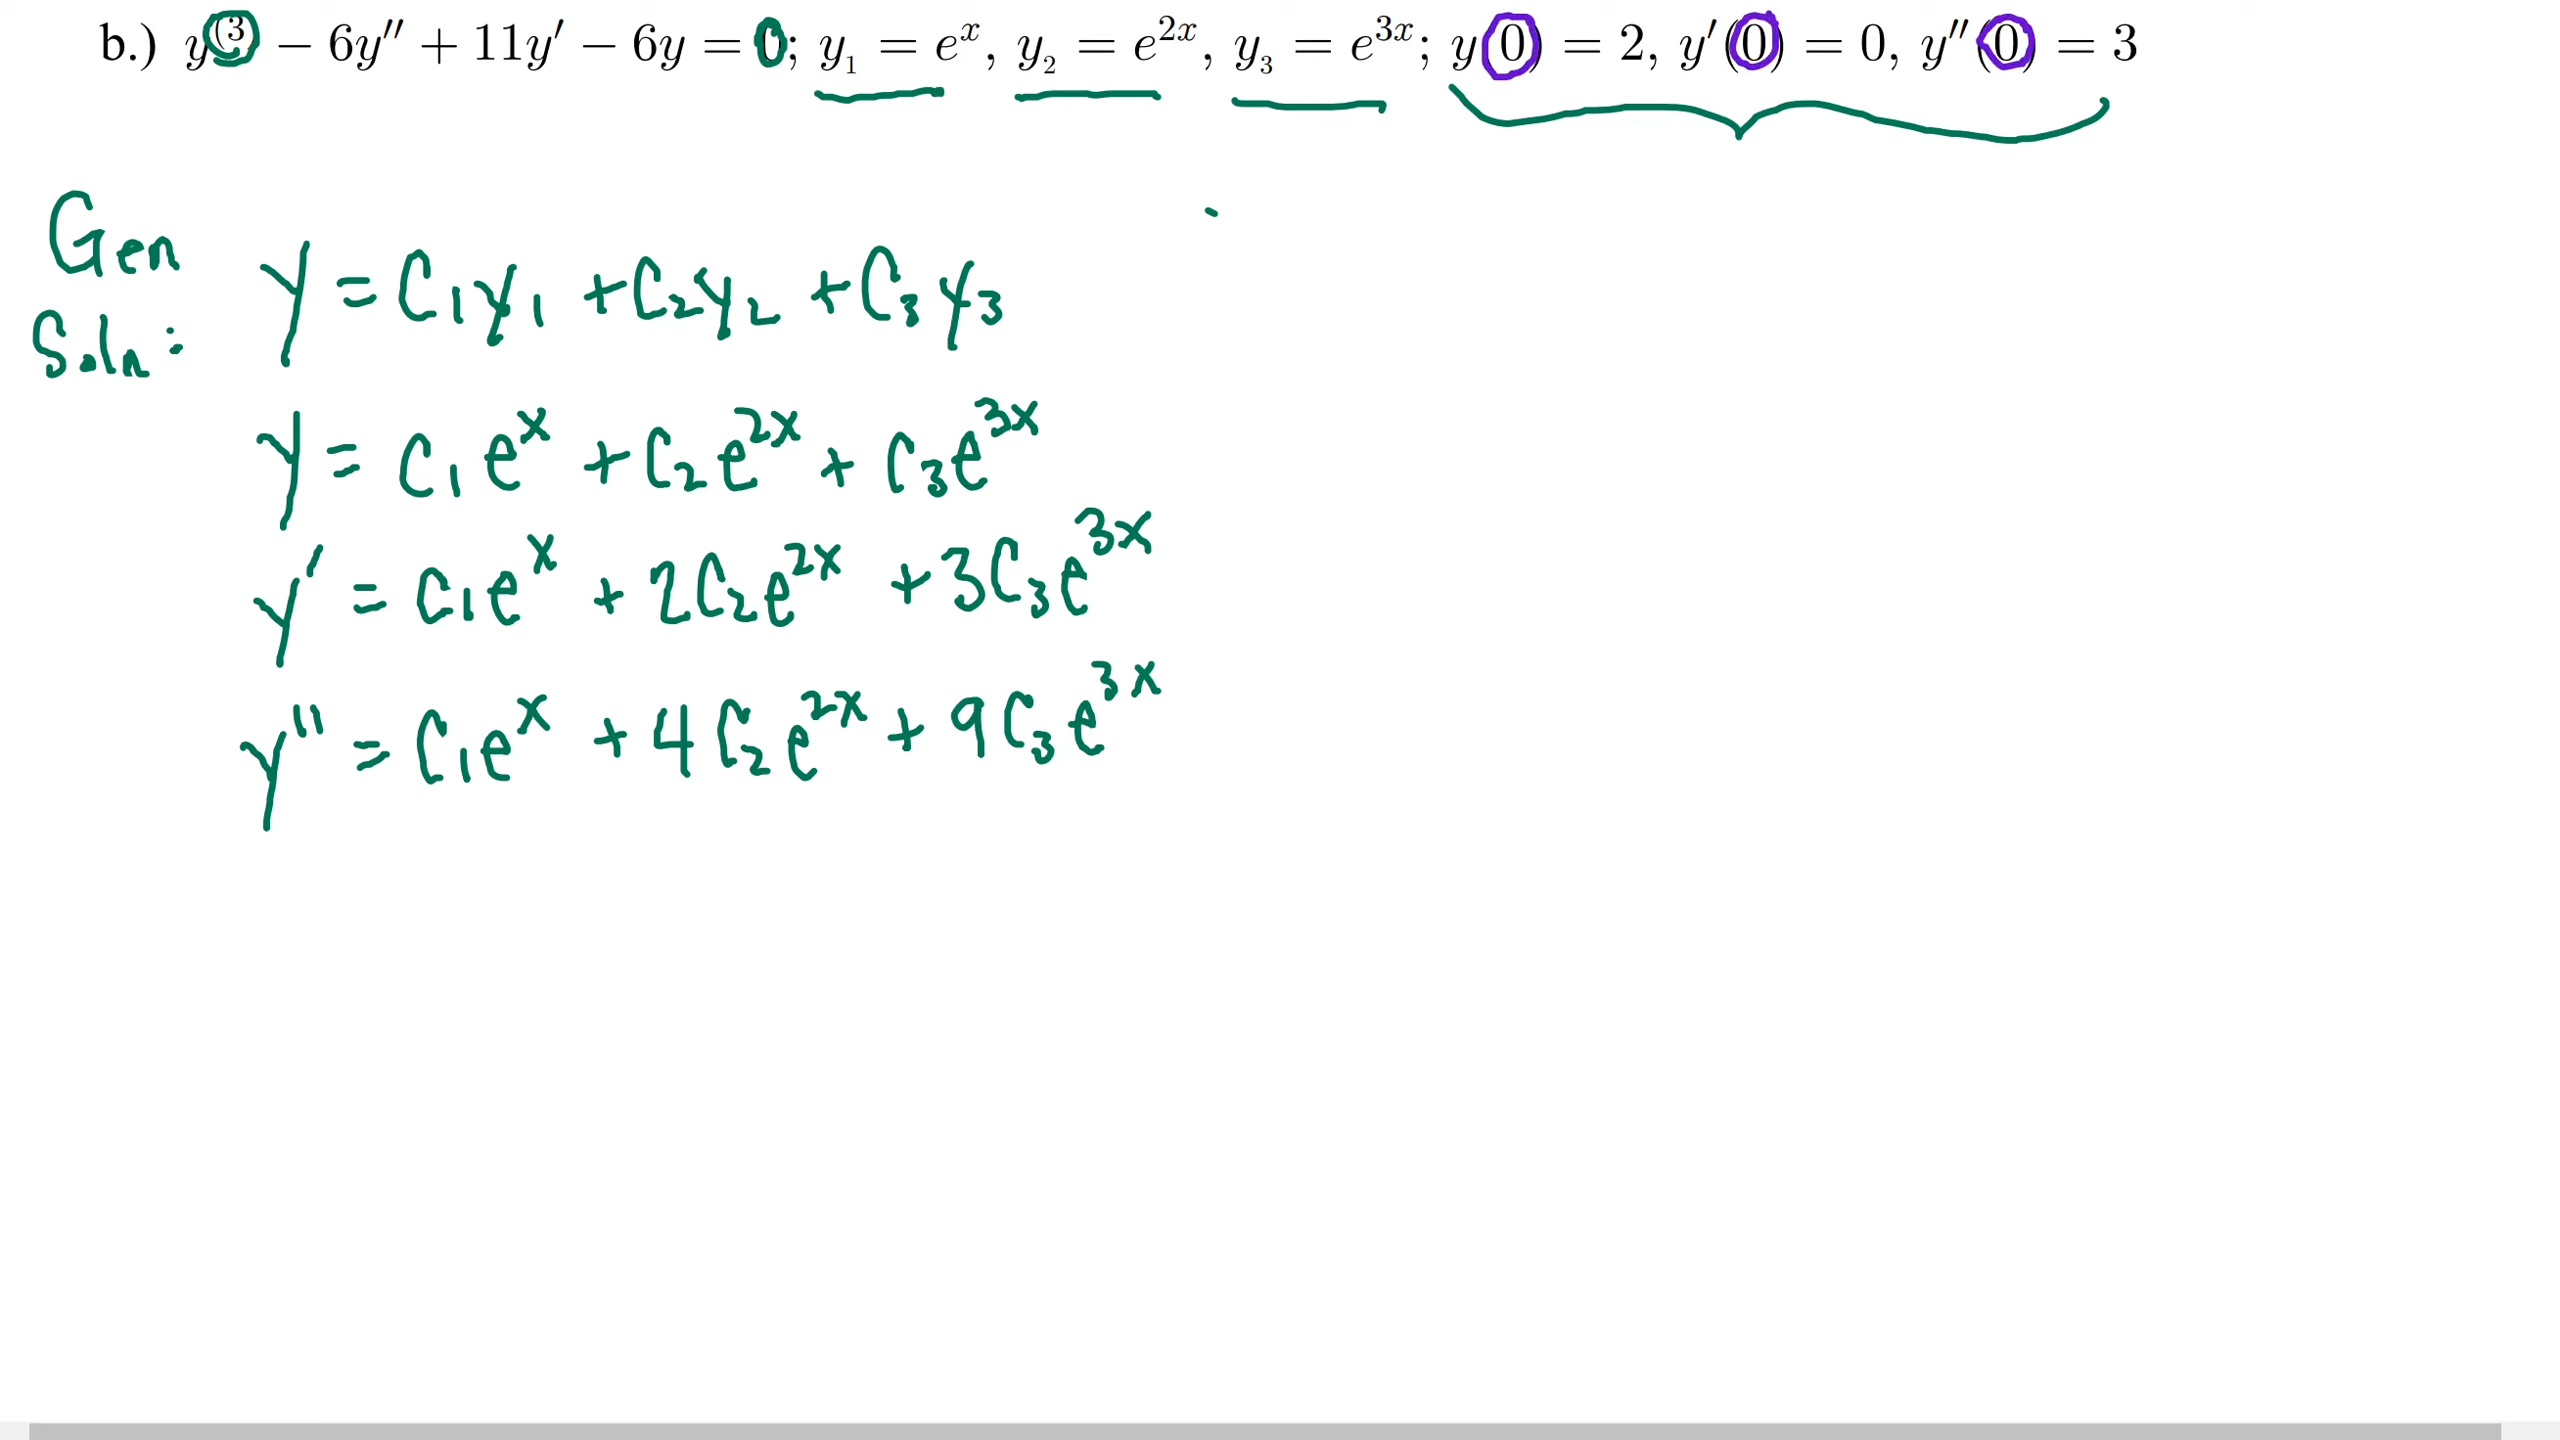 b.) y⁽³⁾ − 6y″ + 11y′ − 6y = 0; y₁ = eˣ, y₂ = e²ˣ, y₃ = e³ˣ; y(0) = 2, y′(0) = 0, y″(0) = 3
Gen
Soln:
y = C₁y₁ + C₂y₂ + C₃y₃
y = C₁eˣ + C₂e²ˣ + C₃e³ˣ
y′ = C₁eˣ + 2C₂e²ˣ + 3C₃e³ˣ
y″ = C₁eˣ + 4C₂e²ˣ + 9C₃e³ˣ